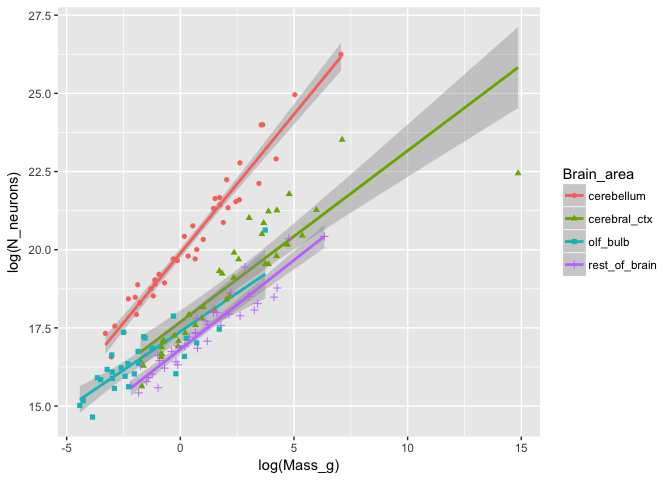 27.5
25.0
22.5
20.0
17.5
15.0
log(N_neurons)
-5
0
5
10
15
log(Mass_g)
Brain_area
cerebellum
cerebral_ctx
olf_bulb
rest_of_brain